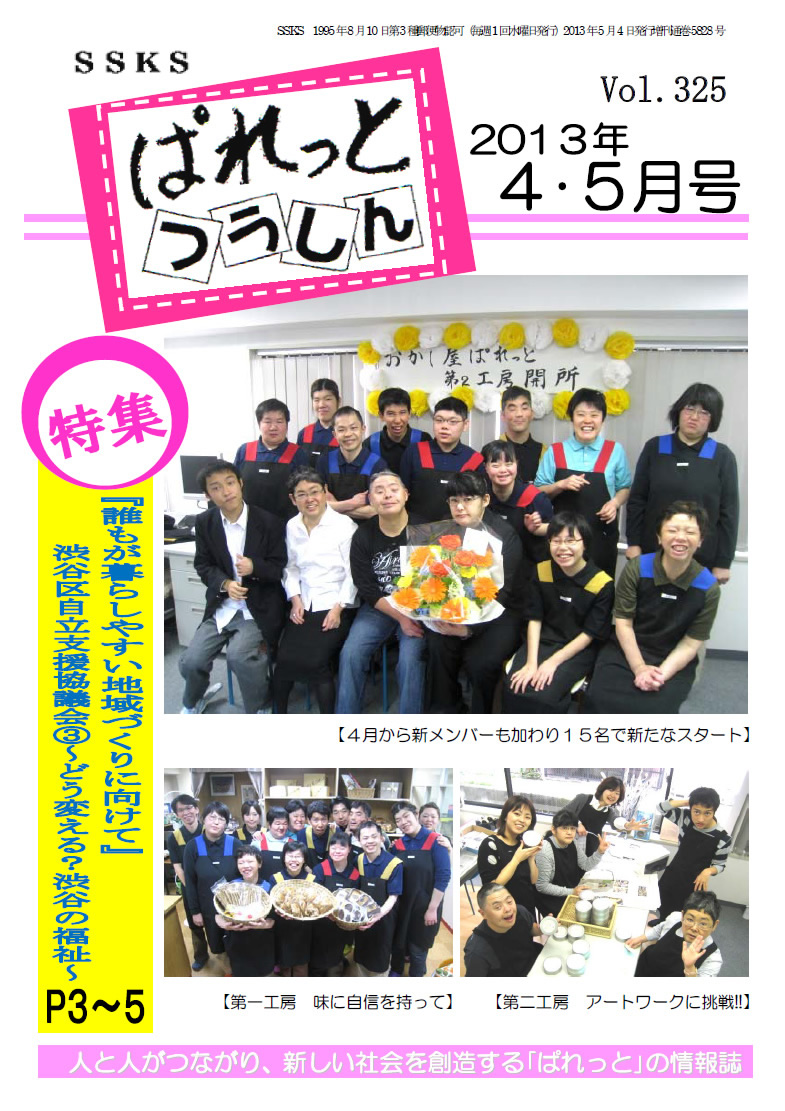 SSKS 1995年8月10日第3種郵便物認可（毎週1回水曜日発行）2013年5月4日発行増刊通巻5828号
SSKS
Vol.325
ぱれっと
つうしん
2013年
4・5月号
おかし屋ぱれっと
第2工房開所
特集
『誰もが暮らしやすい地域づくりに向けて』
渋谷区自立支援協議会③～どう変える？渋谷の福祉～
P3～5
【４月から新メンバーも加わり１５名で新たなスタート】
【第一工房　味に自信を持って】
【第二工房　アートワークに挑戦!!】
人と人がつながり、新しい社会を創造する「ぱれっと」の情報誌